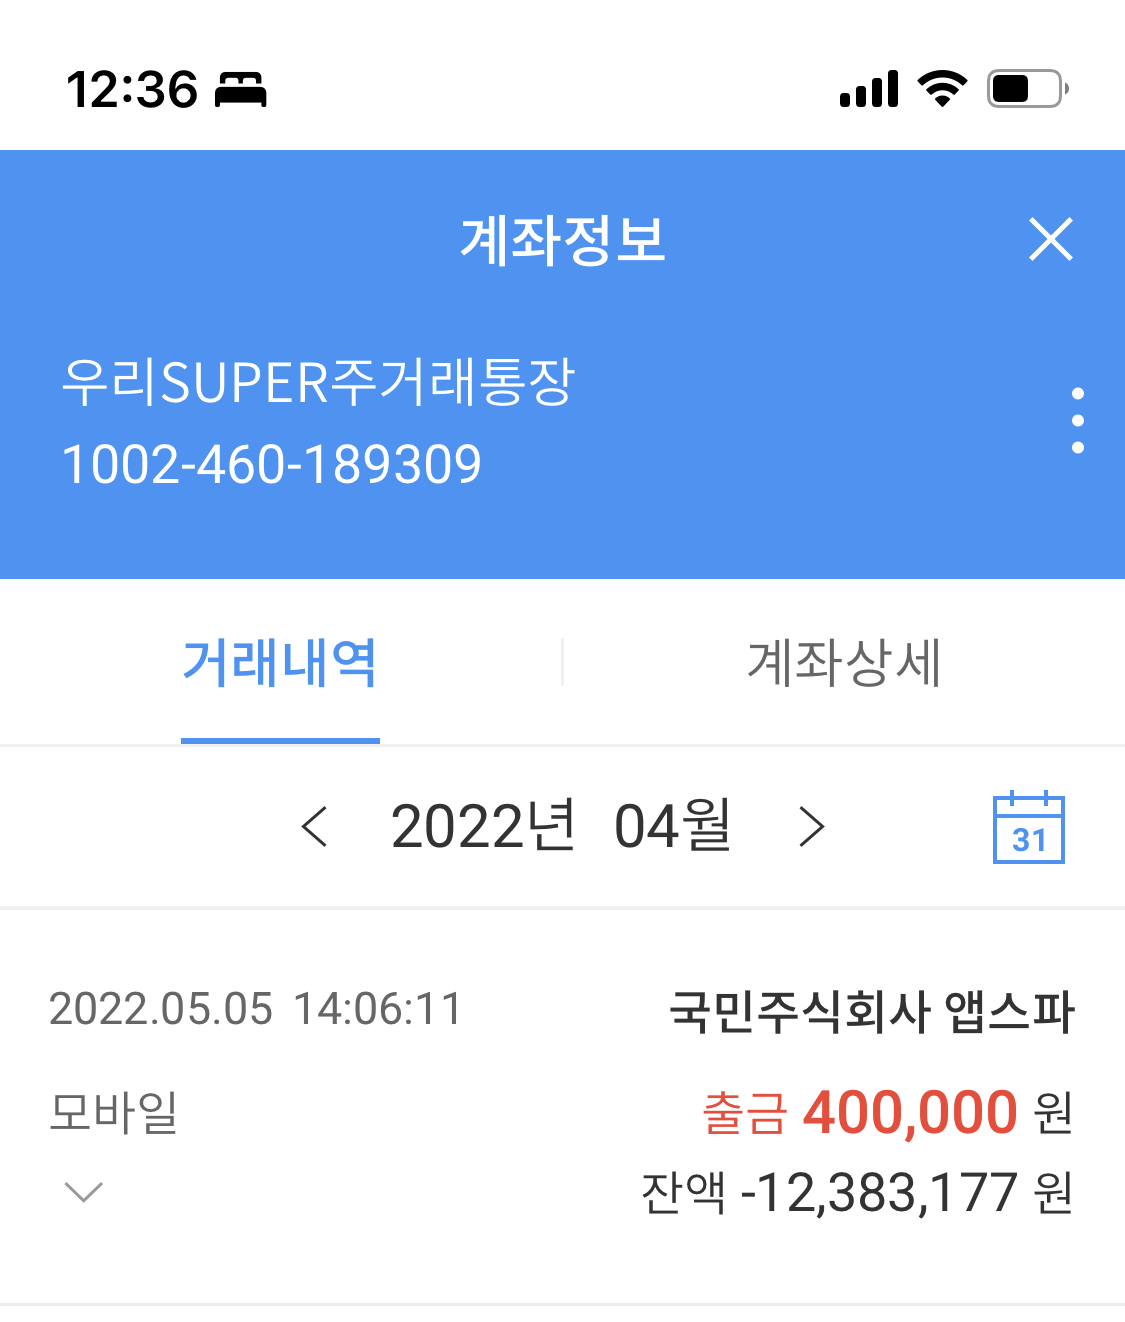 12:36
계좌정보
우리SUPER주거래통장
1002-460-189309
거래내역 계좌상세
2022년 04월 31
2022.05.05 14:06:11 국민주식회사 앱스파
모바일 출금 400,000 원
잔액 -12,383,177 원